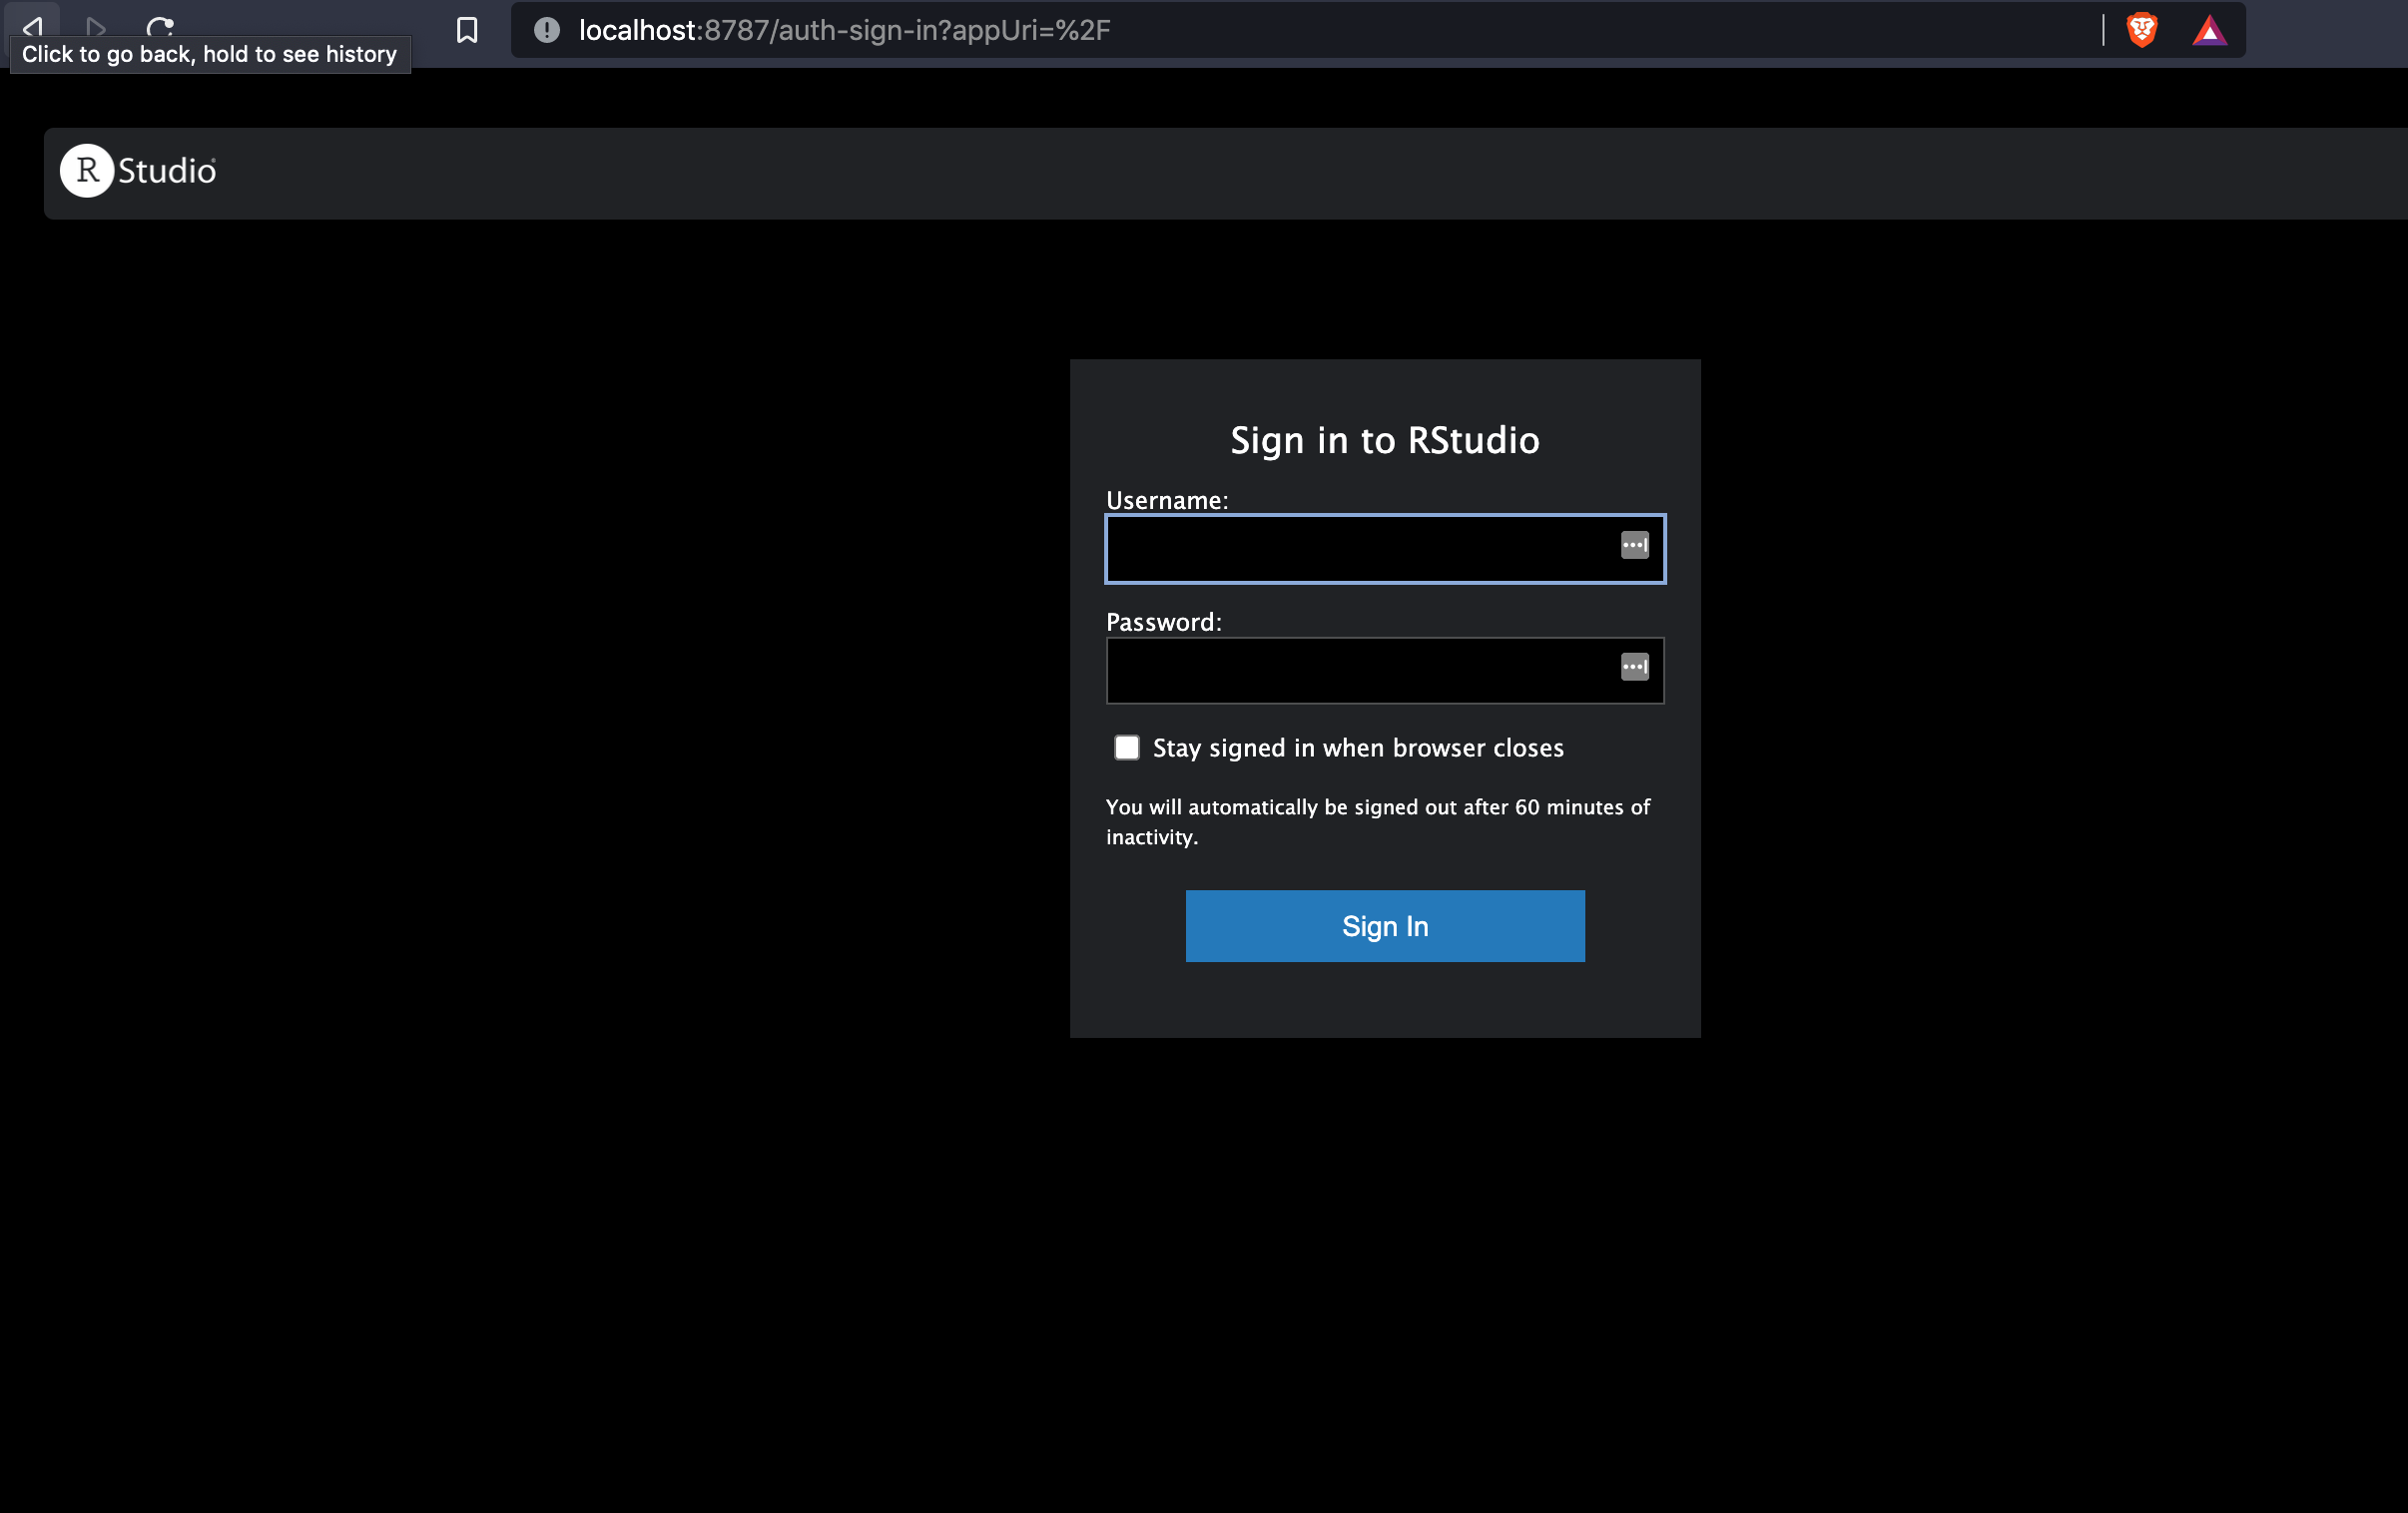 localhost:8787/auth-sign-in?appUri=%2F
Click to go back, hold to see history
R Studio
Sign in to RStudio
Username:
Password:
Stay signed in when browser closes
You will automatically be signed out after 60 minutes of
inactivity.
Sign In